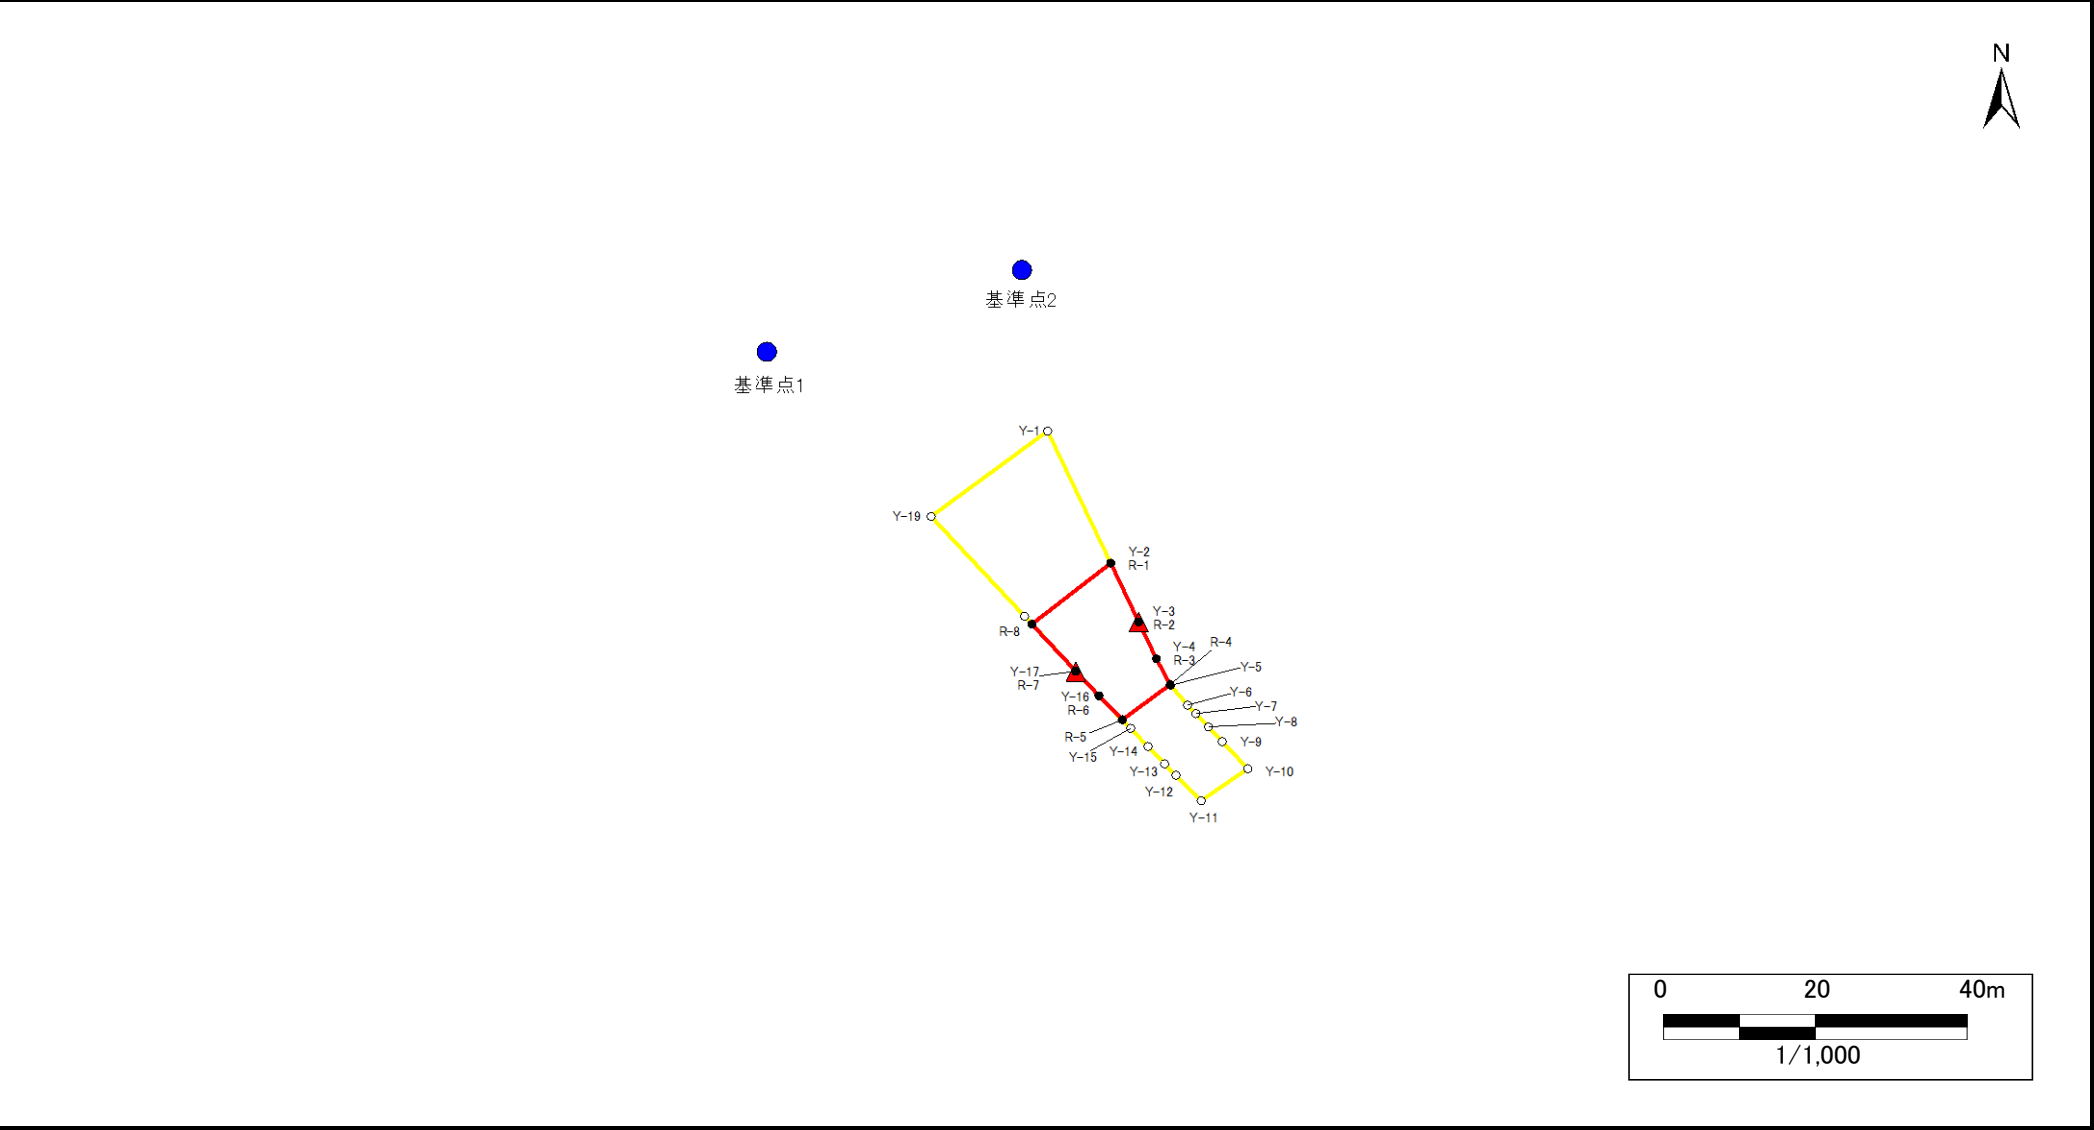 N
基準点2
基準点1
Y-1
Y-19
Y-2
R-1
Y-3
R-2
R-8
R-4
Y-4
R-3
Y-5
Y-17
R-7
Y-6
Y-16
R-6
Y-7
Y-8
R-5
Y-15
Y-14
Y-9
Y-13
Y-10
Y-12
Y-11
0 20 40m
1/1,000